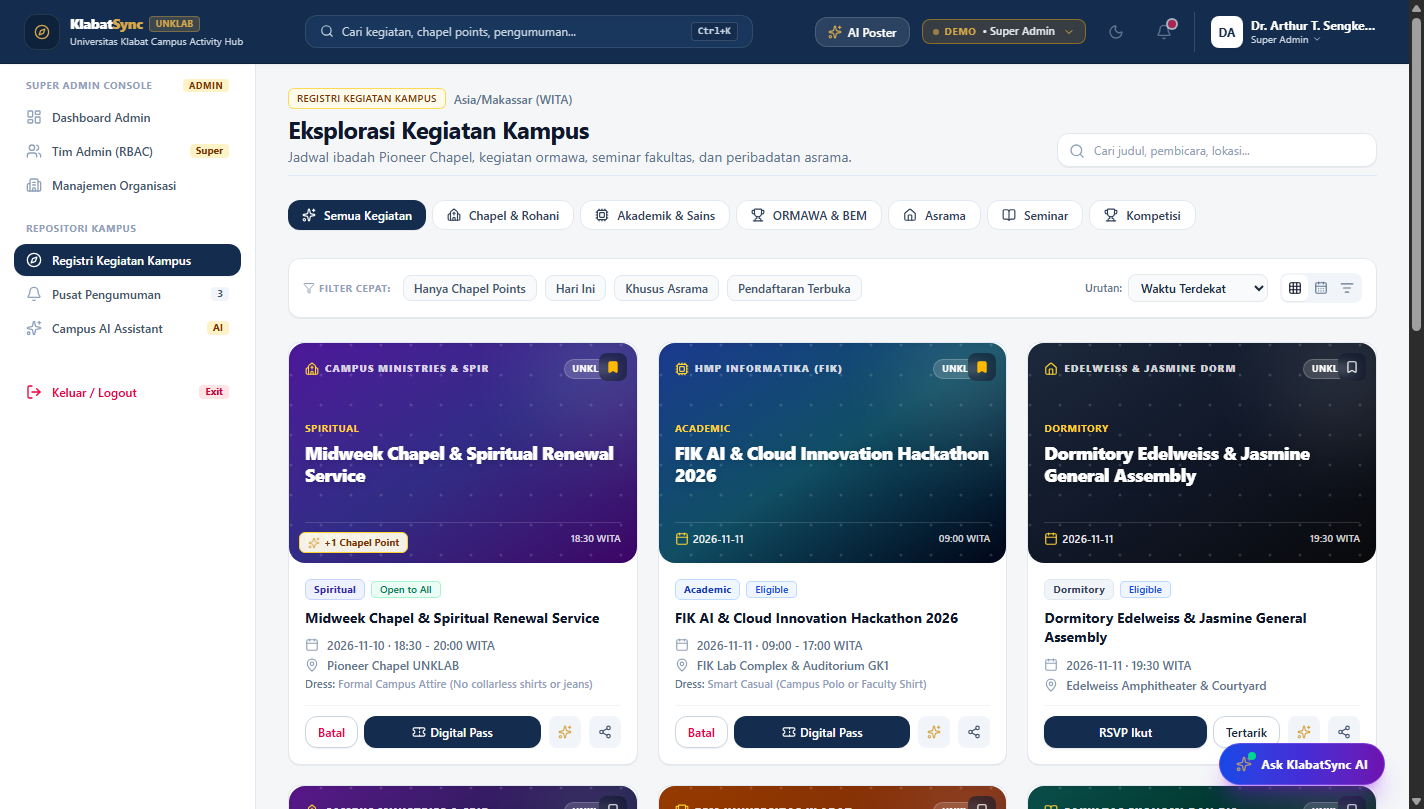 KlabatSync UNKLAB
Universitas Klabat Campus Activity Hub
Cari kegiatan, chapel points, pengumuman... Ctrl+K
AI Poster
DEMO • Super Admin
DA
Dr. Arthur T. Sengke...
Super Admin
SUPER ADMIN CONSOLE ADMIN
Dashboard Admin
Tim Admin (RBAC) Super
Manajemen Organisasi
REPOSITORI KAMPUS
Registri Kegiatan Kampus
Pusat Pengumuman 3
Campus AI Assistant AI
Keluar / Logout Exit
REGISTRI KEGIATAN KAMPUS Asia/Makassar (WITA)
Eksplorasi Kegiatan Kampus
Jadwal ibadah Pioneer Chapel, kegiatan ormawa, seminar fakultas, dan peribadatan asrama.
Cari judul, pembicara, lokasi...
Semua Kegiatan Chapel & Rohani Akademik & Sains ORMAWA & BEM Asrama Seminar Kompetisi
FILTER CEPAT: Hanya Chapel Points Hari Ini Khusus Asrama Pendaftaran Terbuka Urutan: Waktu Terdekat
CAMPUS MINISTRIES & SPIR UNKL
SPIRITUAL
Midweek Chapel & Spiritual Renewal
Service
+1 Chapel Point 18:30 WITA
Spiritual Open to All
Midweek Chapel & Spiritual Renewal Service
2026-11-10 · 18:30 - 20:00 WITA
Pioneer Chapel UNKLAB
Dress: Formal Campus Attire (No collarless shirts or jeans)
Batal Digital Pass
HMP INFORMATIKA (FIK) UNKL
ACADEMIC
FIK AI & Cloud Innovation Hackathon
2026
2026-11-11 09:00 WITA
Academic Eligible
FIK AI & Cloud Innovation Hackathon 2026
2026-11-11 · 09:00 - 17:00 WITA
FIK Lab Complex & Auditorium GK1
Dress: Smart Casual (Campus Polo or Faculty Shirt)
Batal Digital Pass
EDELWEISS & JASMINE DORM UNKL
DORMITORY
Dormitory Edelweiss & Jasmine
General Assembly
2026-11-11 19:30 WITA
Dormitory Eligible
Dormitory Edelweiss & Jasmine General
Assembly
2026-11-11 · 19:30 WITA
Edelweiss Amphitheater & Courtyard
RSVP Ikut Tertarik
Ask KlabatSync AI